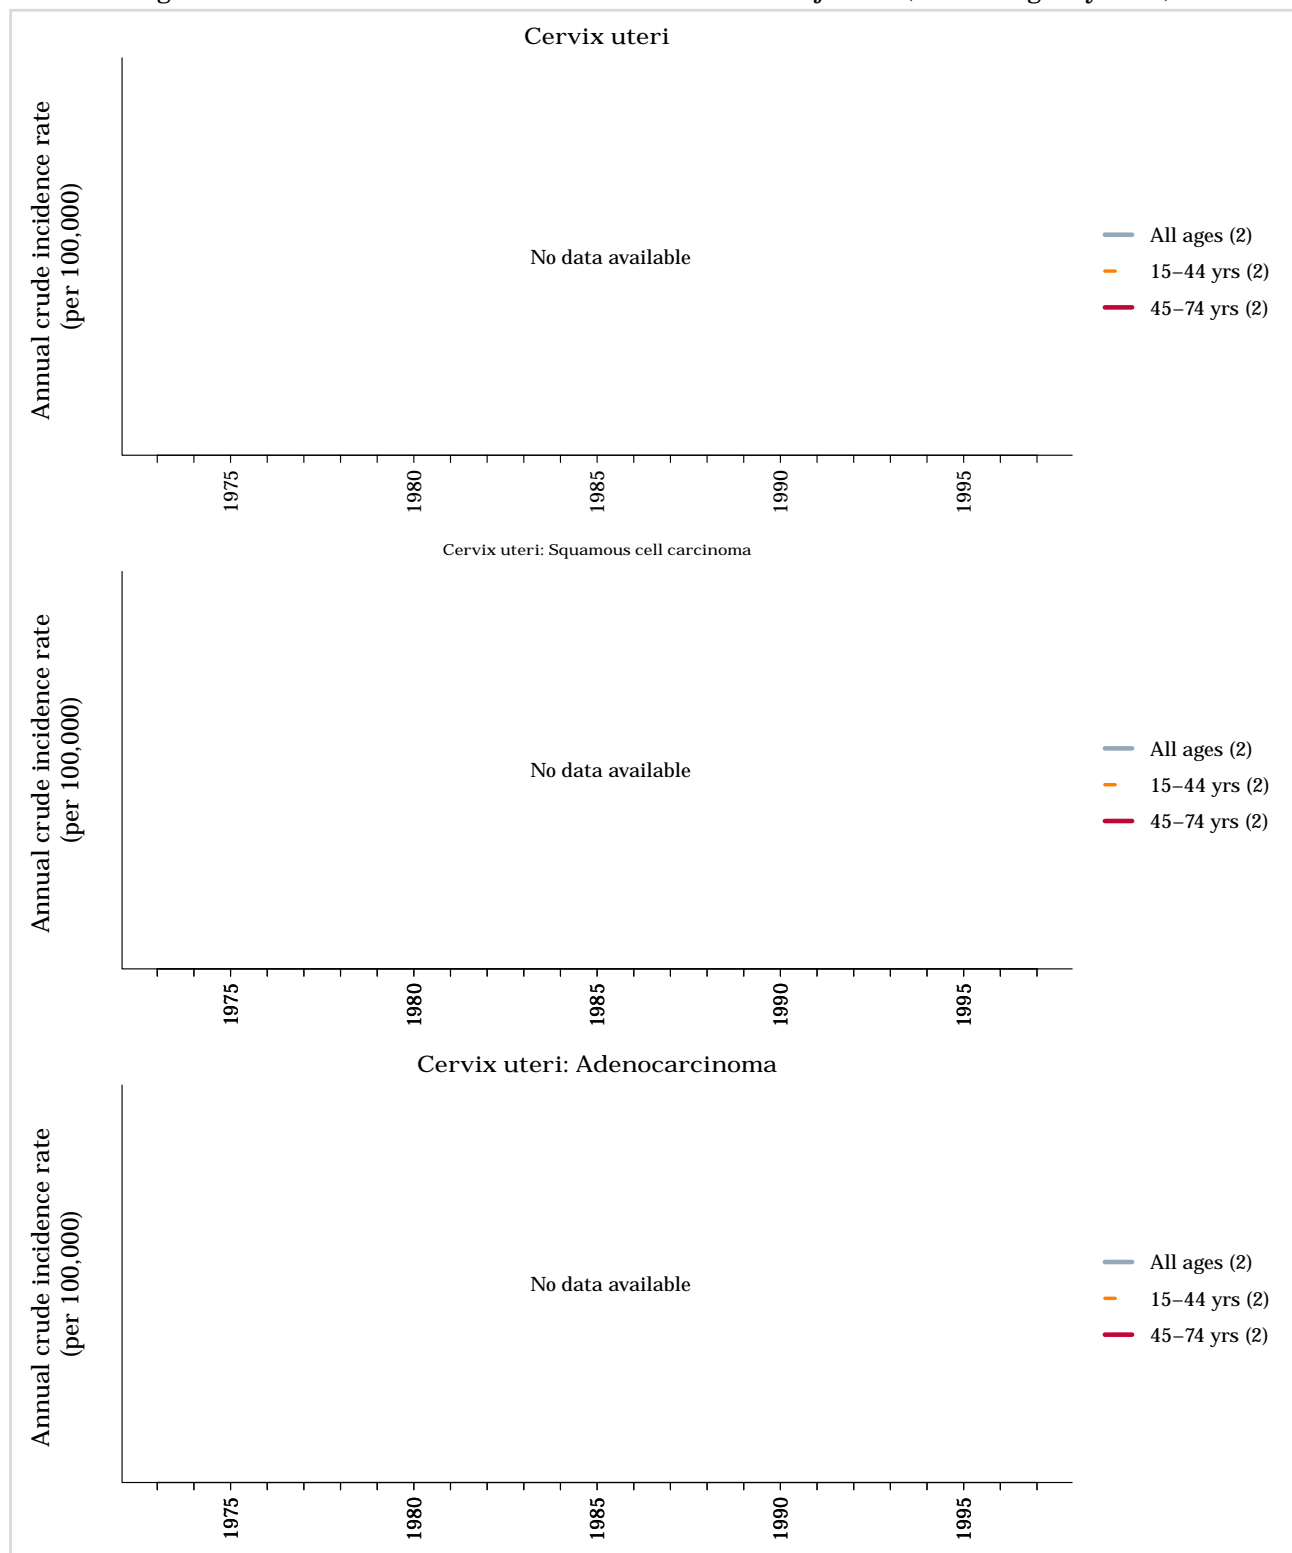 Cervix uteri
Annual crude incidence rate
(per 100,000)
No data available
All ages (2)
15–44 yrs (2)
45–74 yrs (2)
1975
1980
1985
1990
1995
Cervix uteri: Squamous cell carcinoma
Annual crude incidence rate
(per 100,000)
No data available
All ages (2)
15–44 yrs (2)
45–74 yrs (2)
1975
1980
1985
1990
1995
Cervix uteri: Adenocarcinoma
Annual crude incidence rate
(per 100,000)
No data available
All ages (2)
15–44 yrs (2)
45–74 yrs (2)
1975
1980
1985
1990
1995